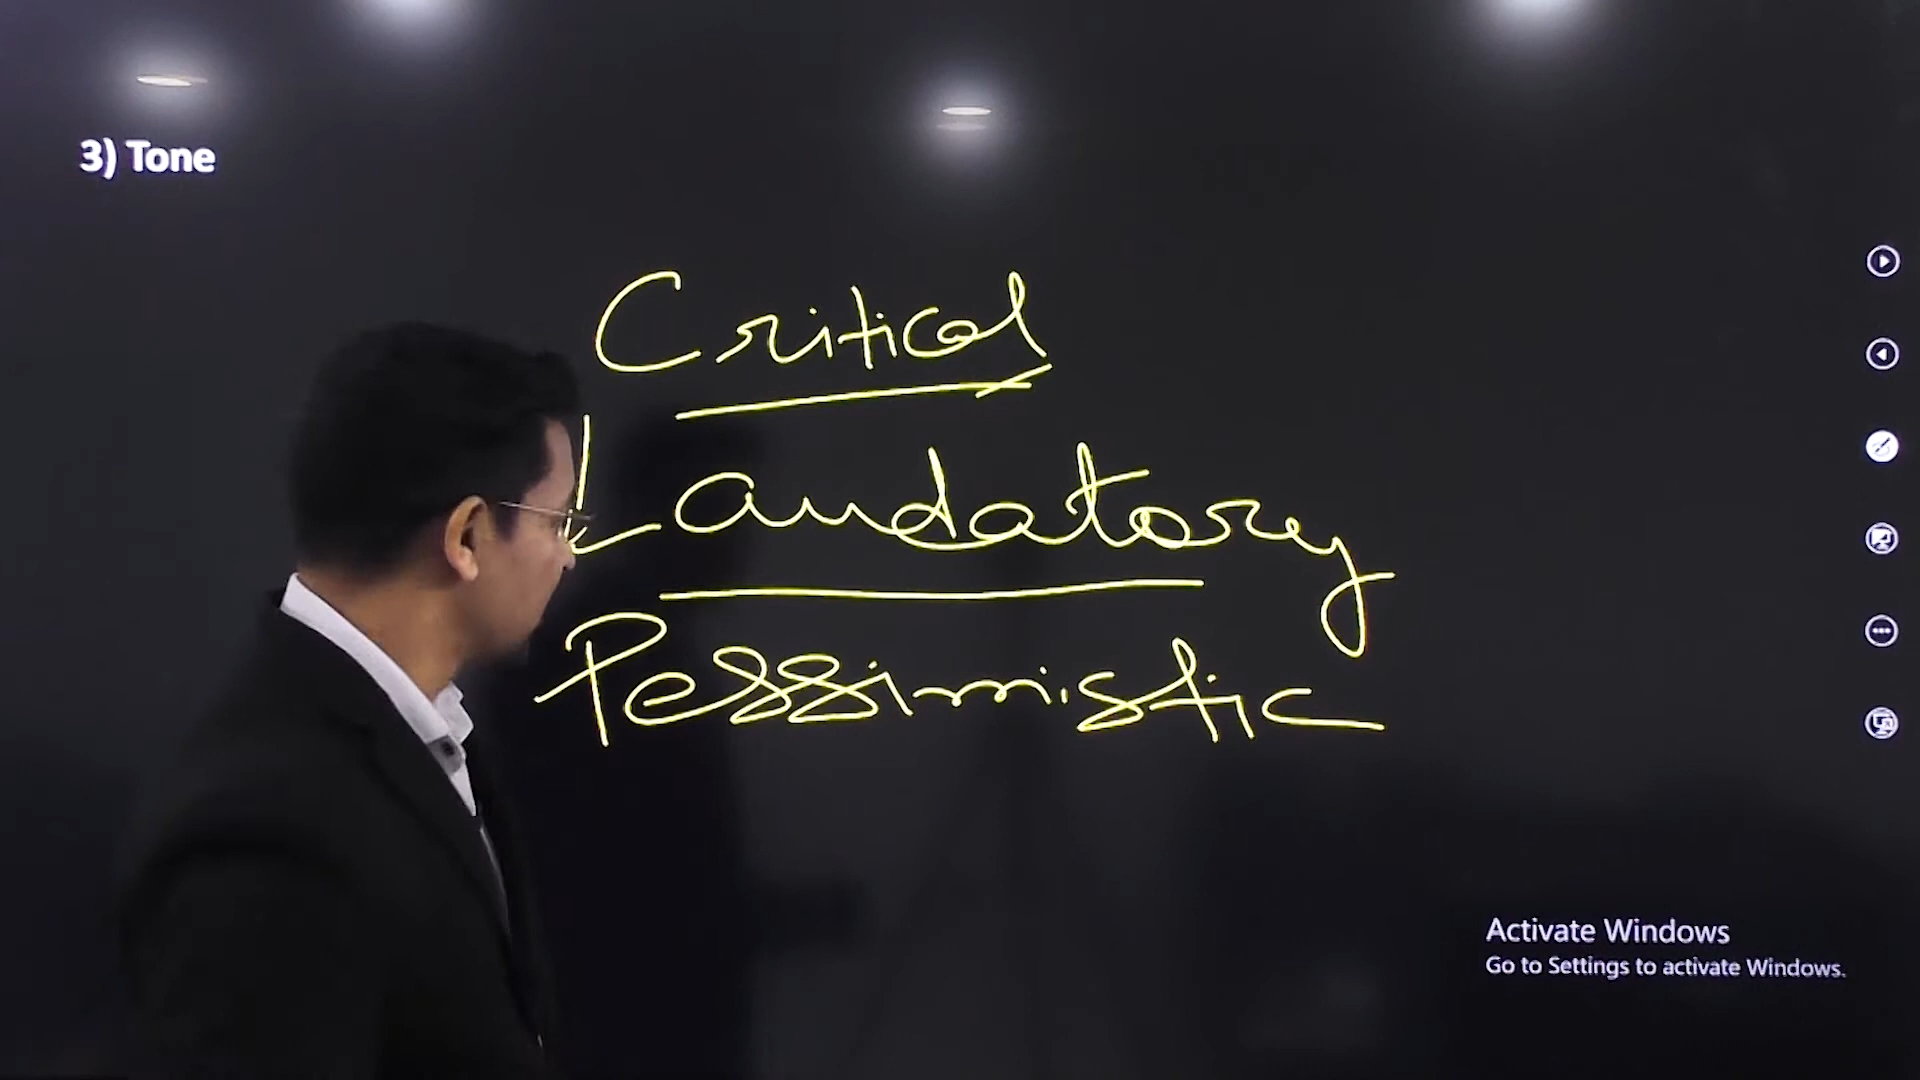 3) Tone
Critical
Laudatory
Pessimistic
Activate Windows
Go to Settings to activate Windows.